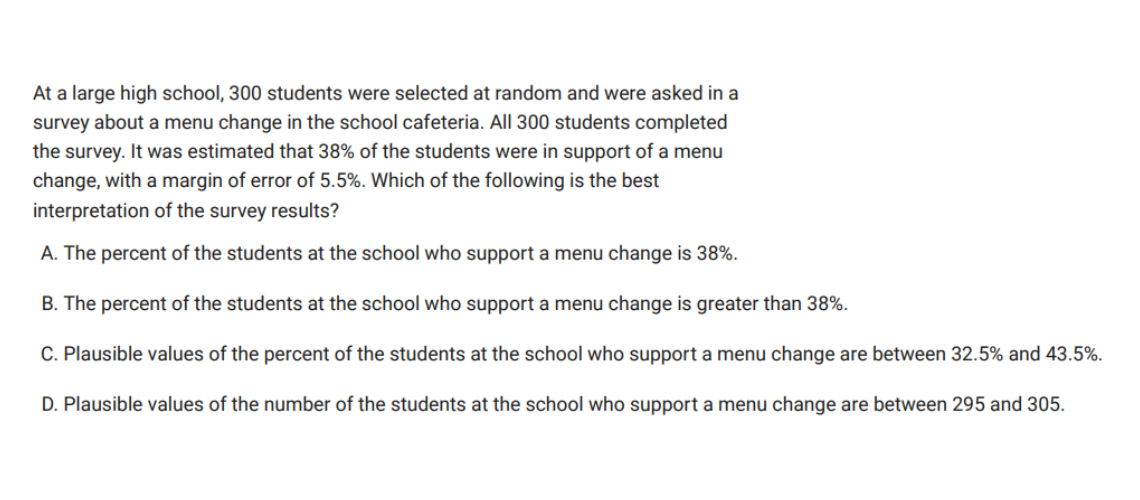 At a large high school, 300 students were selected at random and were asked in a
survey about a menu change in the school cafeteria. All 300 students completed
the survey. It was estimated that 38% of the students were in support of a menu
change, with a margin of error of 5.5%. Which of the following is the best
interpretation of the survey results?
A. The percent of the students at the school who support a menu change is 38%.
B. The percent of the students at the school who support a menu change is greater than 38%.
C. Plausible values of the percent of the students at the school who support a menu change are between 32.5% and 43.5%.
D. Plausible values of the number of the students at the school who support a menu change are between 295 and 305.